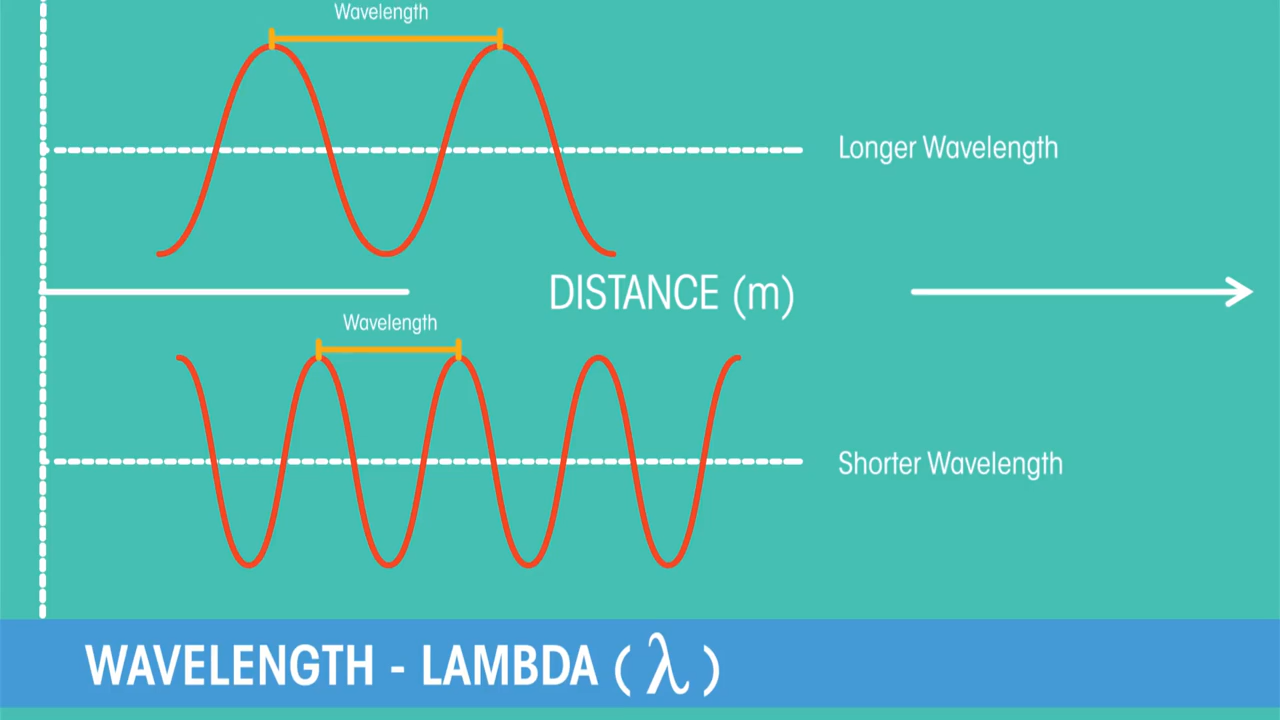 Wavelength
Longer Wavelength
DISTANCE (m)
Wavelength
Shorter Wavelength
WAVELENGTH - LAMBDA ( λ )